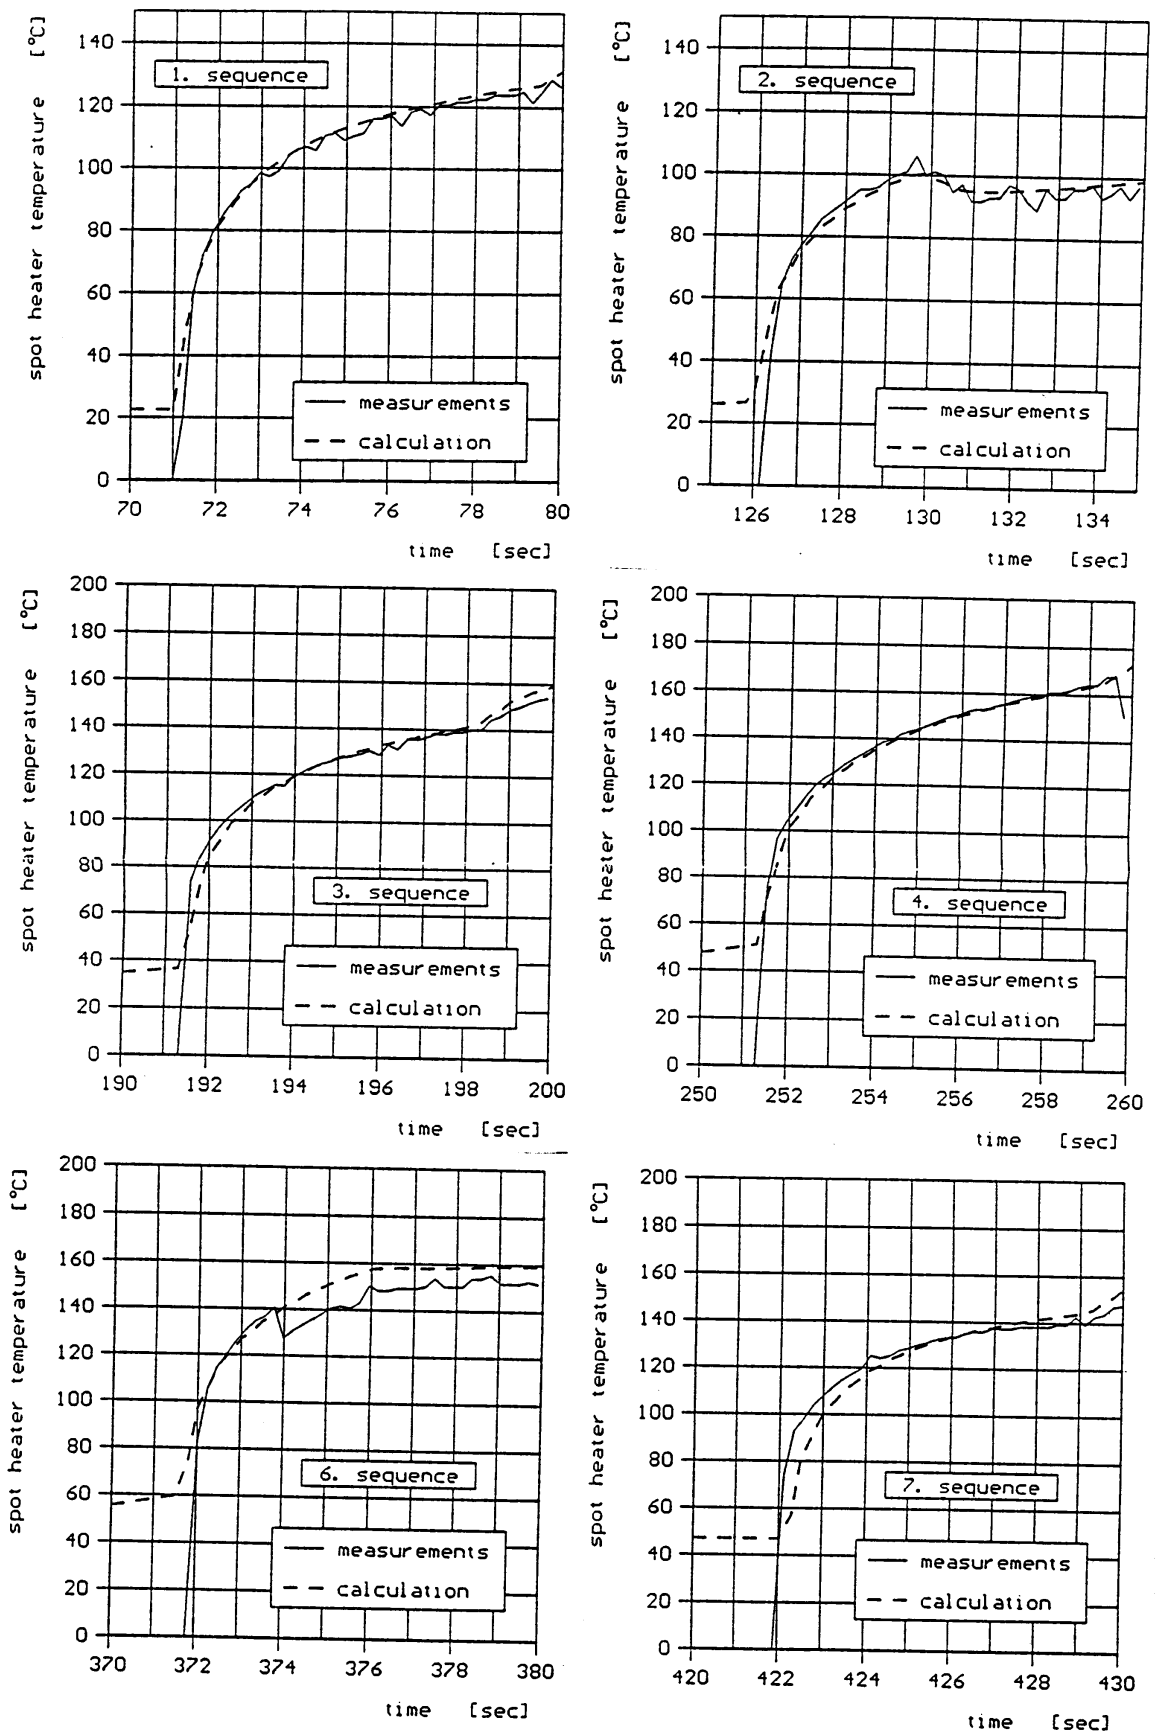 spot heater temperature [°C]
140
120
100
80
60
40
20
0
1. sequence
measurements
calculation
70 72 74 76 78 80
time [sec]
spot heater temperature [°C]
140
120
100
80
60
40
20
0
2. sequence
measurements
calculation
126 128 130 132 134
time [sec]
spot heater temperature [°C]
200
180
160
140
120
100
80
60
40
20
0
3. sequence
measurements
calculation
190 192 194 196 198 200
time [sec]
spot heater temperature [°C]
200
180
160
140
120
100
80
60
40
20
0
4. sequence
measurements
calculation
250 252 254 256 258 260
time [sec]
spot heater temperature [°C]
200
180
160
140
120
100
80
60
40
20
0
6. sequence
measurements
calculation
370 372 374 376 378 380
time [sec]
spot heater temperature [°C]
200
180
160
140
120
100
80
60
40
20
0
7. sequence
measurements
calculation
420 422 424 426 428 430
time [sec]